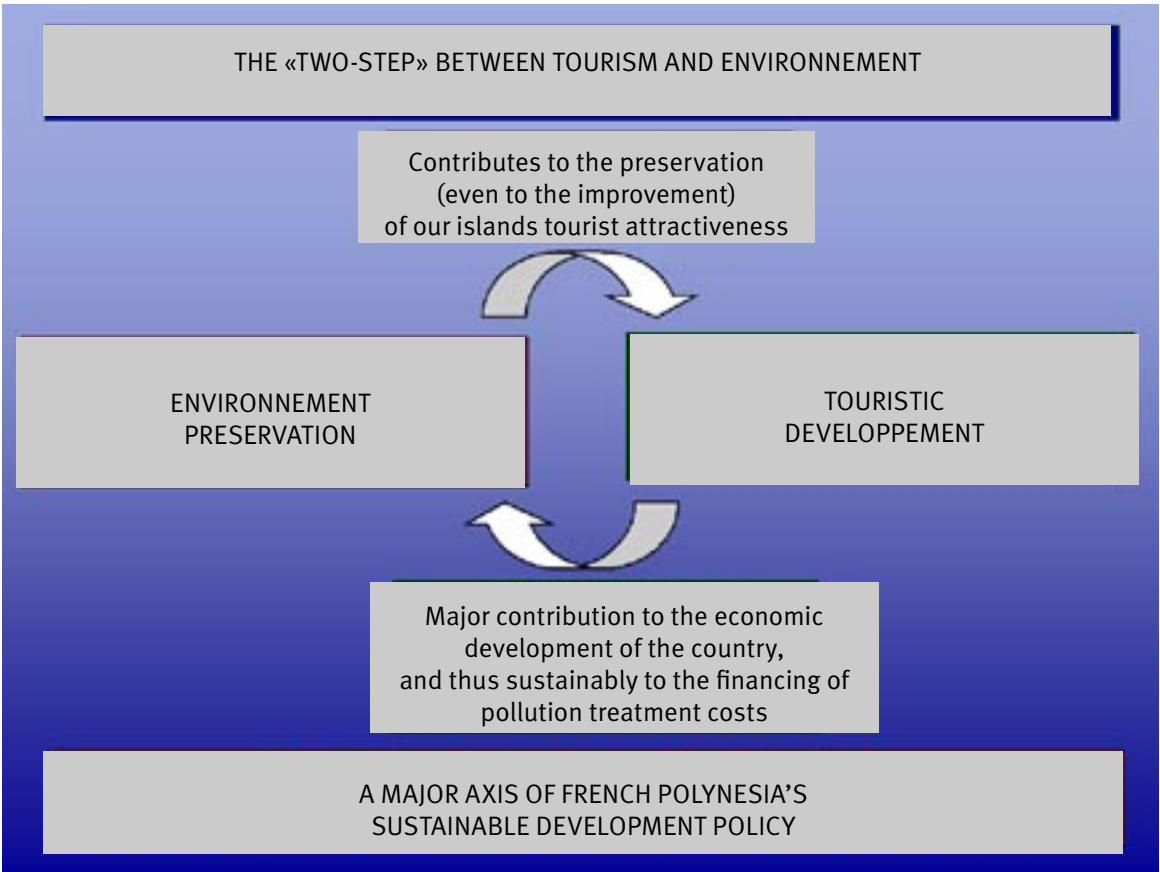 THE «TWO-STEP» BETWEEN TOURISM AND ENVIRONNEMENT
Contributes to the preservation
(even to the improvement)
of our islands tourist attractiveness
ENVIRONNEMENT
PRESERVATION
TOURISTIC
DEVELOPPEMENT
Major contribution to the economic
development of the country,
and thus sustainably to the financing of
pollution treatment costs
A MAJOR AXIS OF FRENCH POLYNESIA’S
SUSTAINABLE DEVELOPMENT POLICY